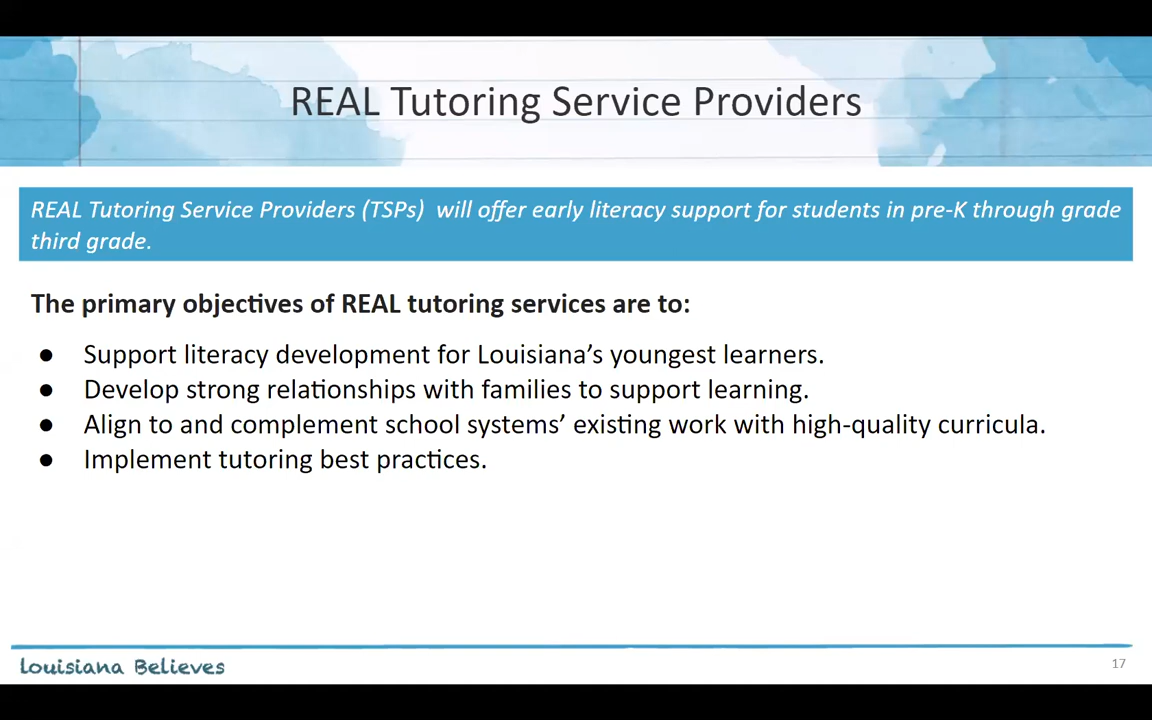 REAL Tutoring Service Providers
REAL Tutoring Service Providers (TSPs)  will offer early literacy support for students in pre-K through grade
third grade.
The primary objectives of REAL tutoring services are to:
● Support literacy development for Louisiana’s youngest learners.
● Develop strong relationships with families to support learning.
● Align to and complement school systems’ existing work with high-quality curricula.
● Implement tutoring best practices.
Louisiana Believes
17